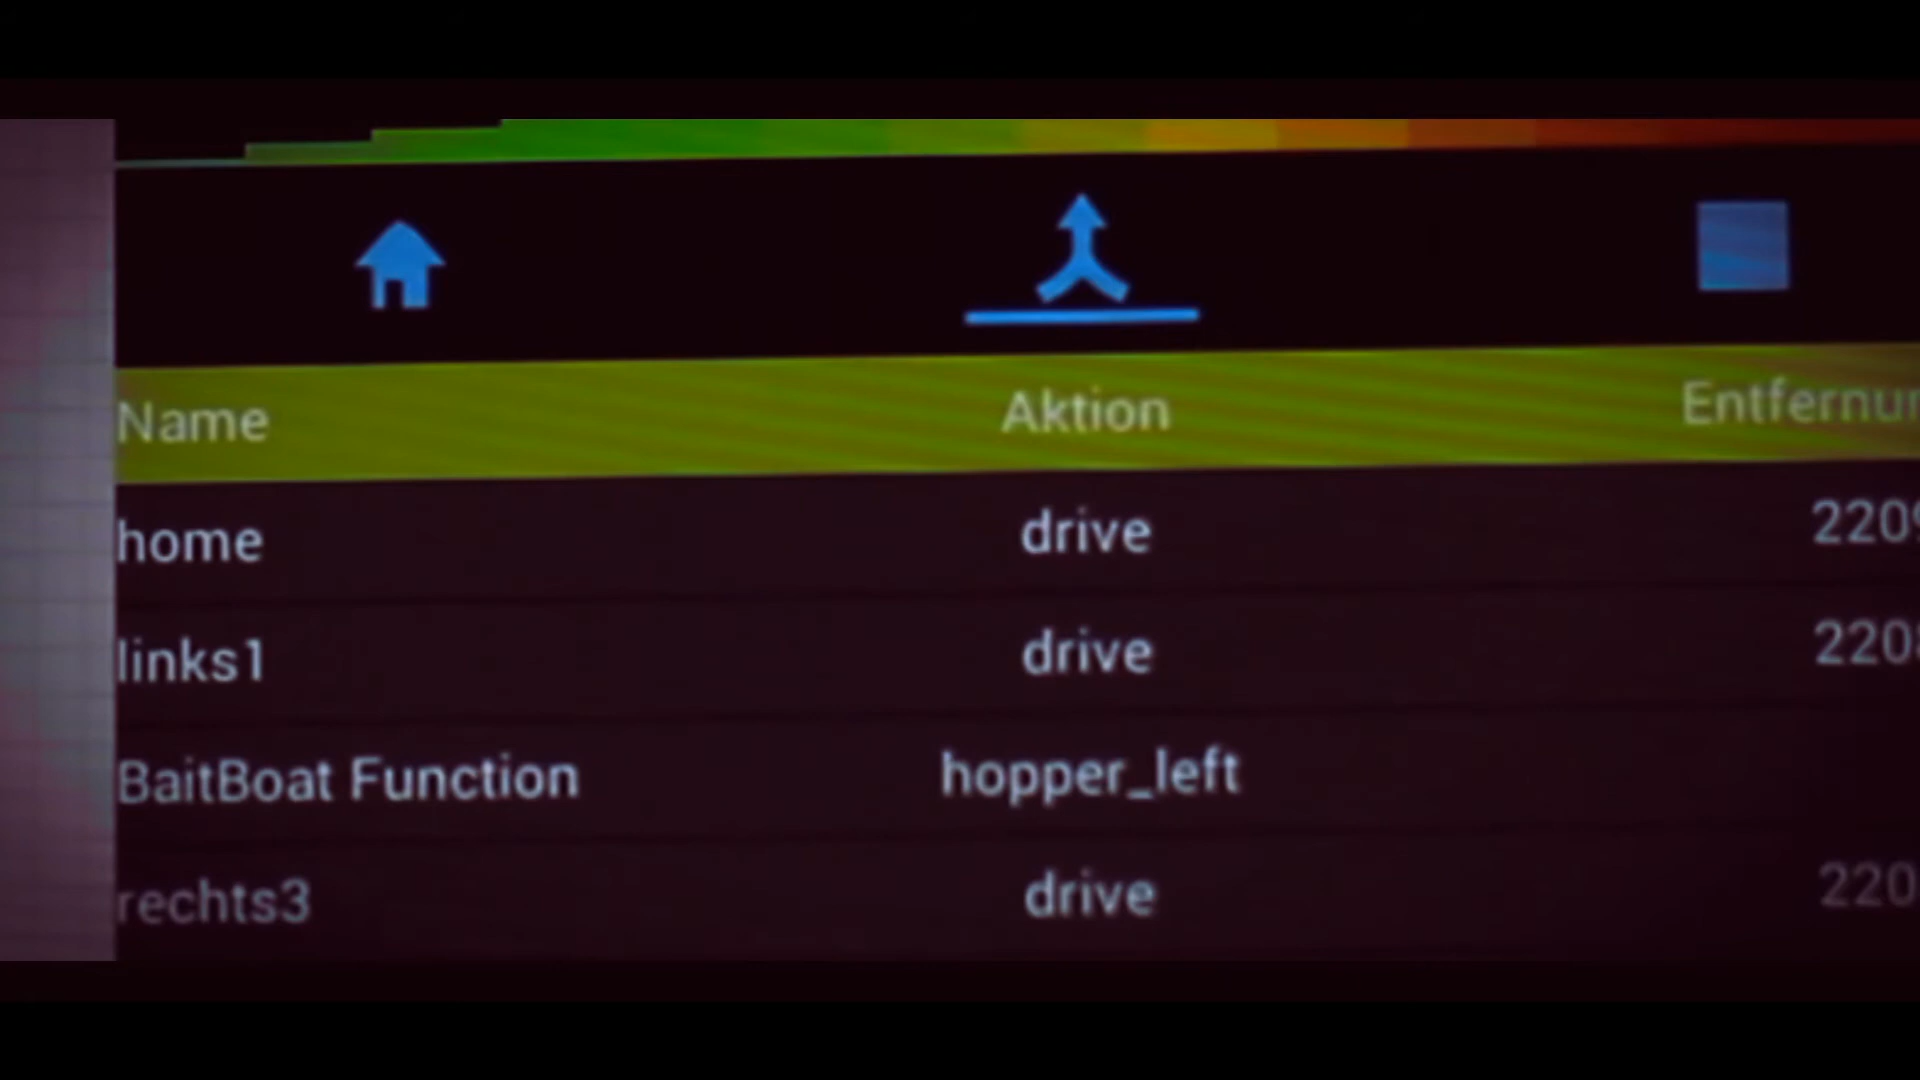 Name Aktion
home drive
links1 drive
BaitBoat Function hopper_left
rechts3 drive